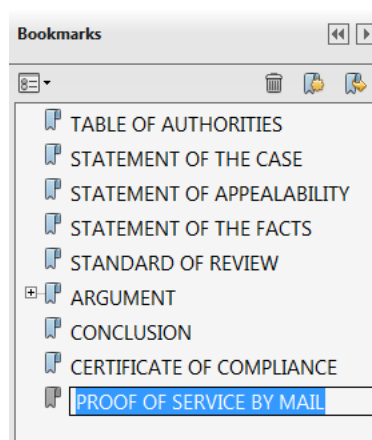 Bookmarks
TABLE OF AUTHORITIES
STATEMENT OF THE CASE
STATEMENT OF APPEALABILITY
STATEMENT OF THE FACTS
STANDARD OF REVIEW
ARGUMENT
CONCLUSION
CERTIFICATE OF COMPLIANCE
PROOF OF SERVICE BY MAIL